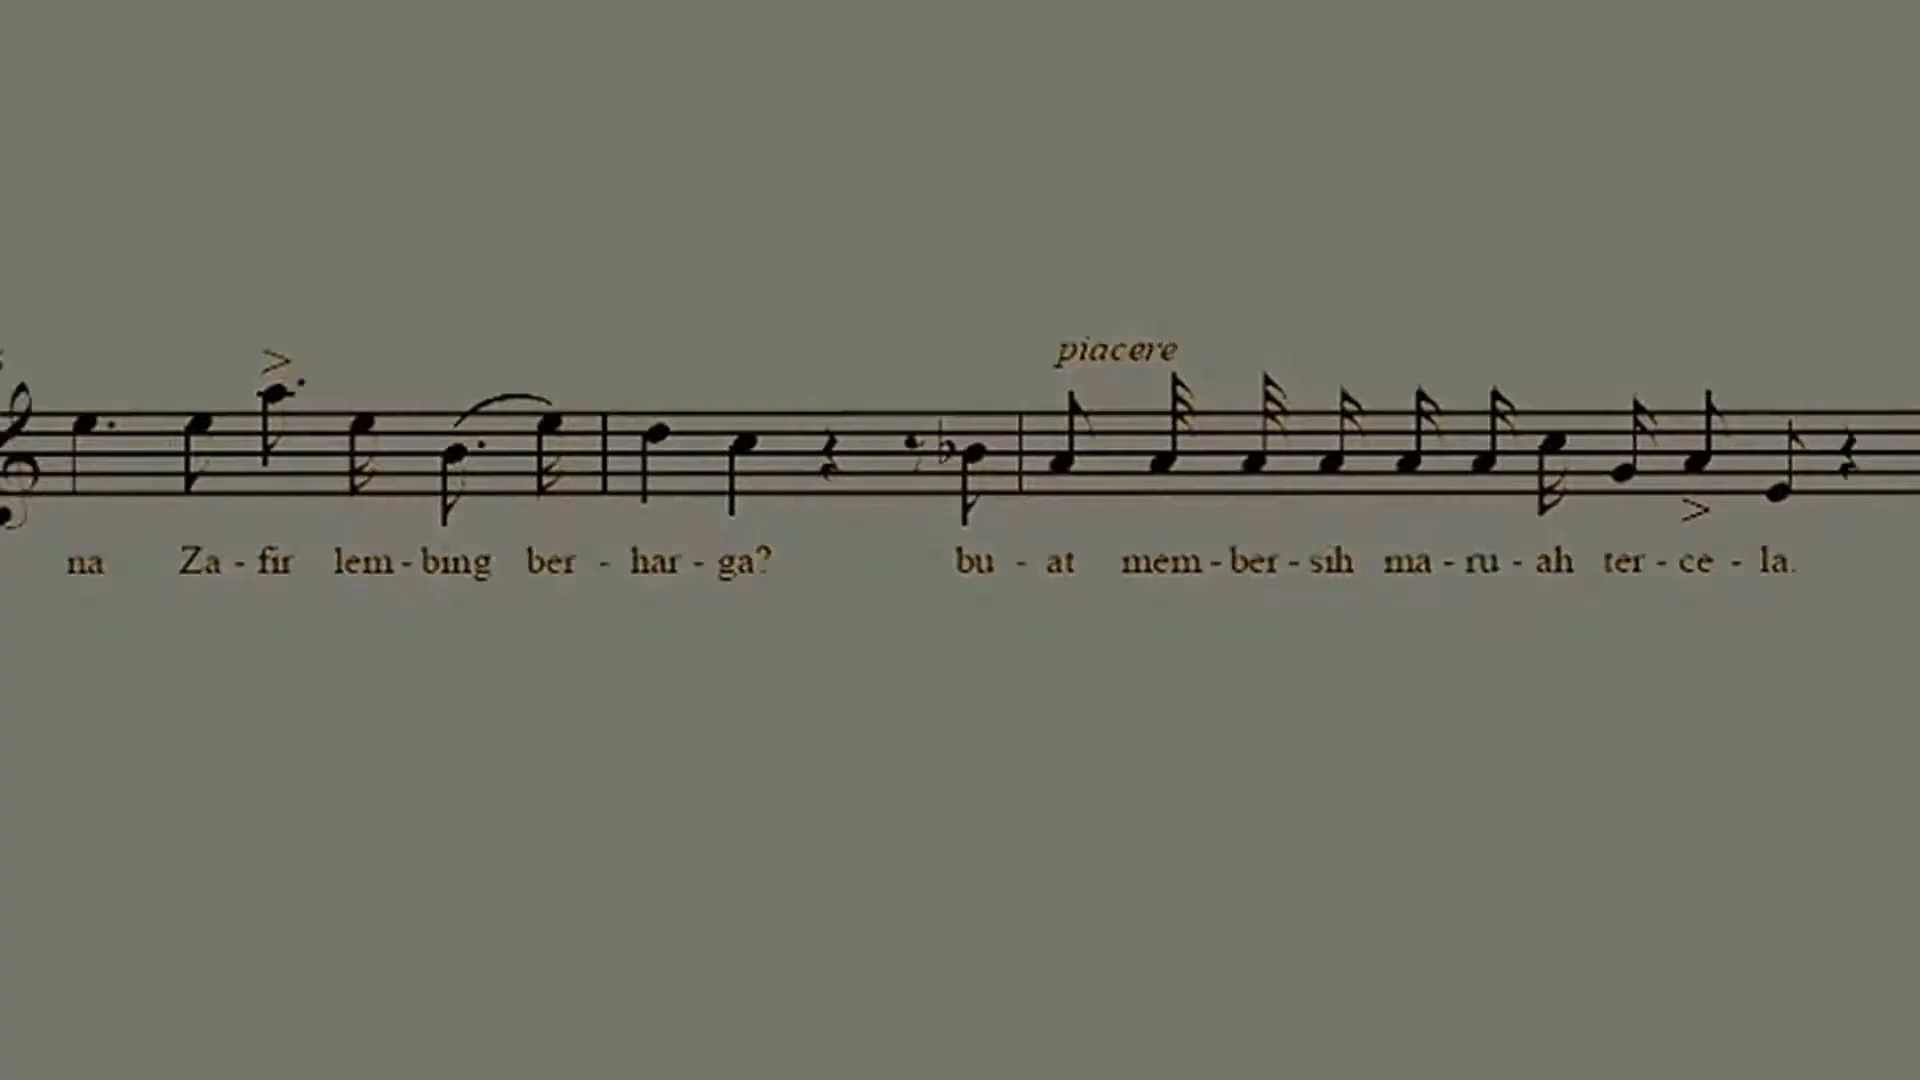 piacere
na Za - fir lem - bing ber - har - ga? bu - at mem - ber - sih ma - ru - ah ter - ce - la.